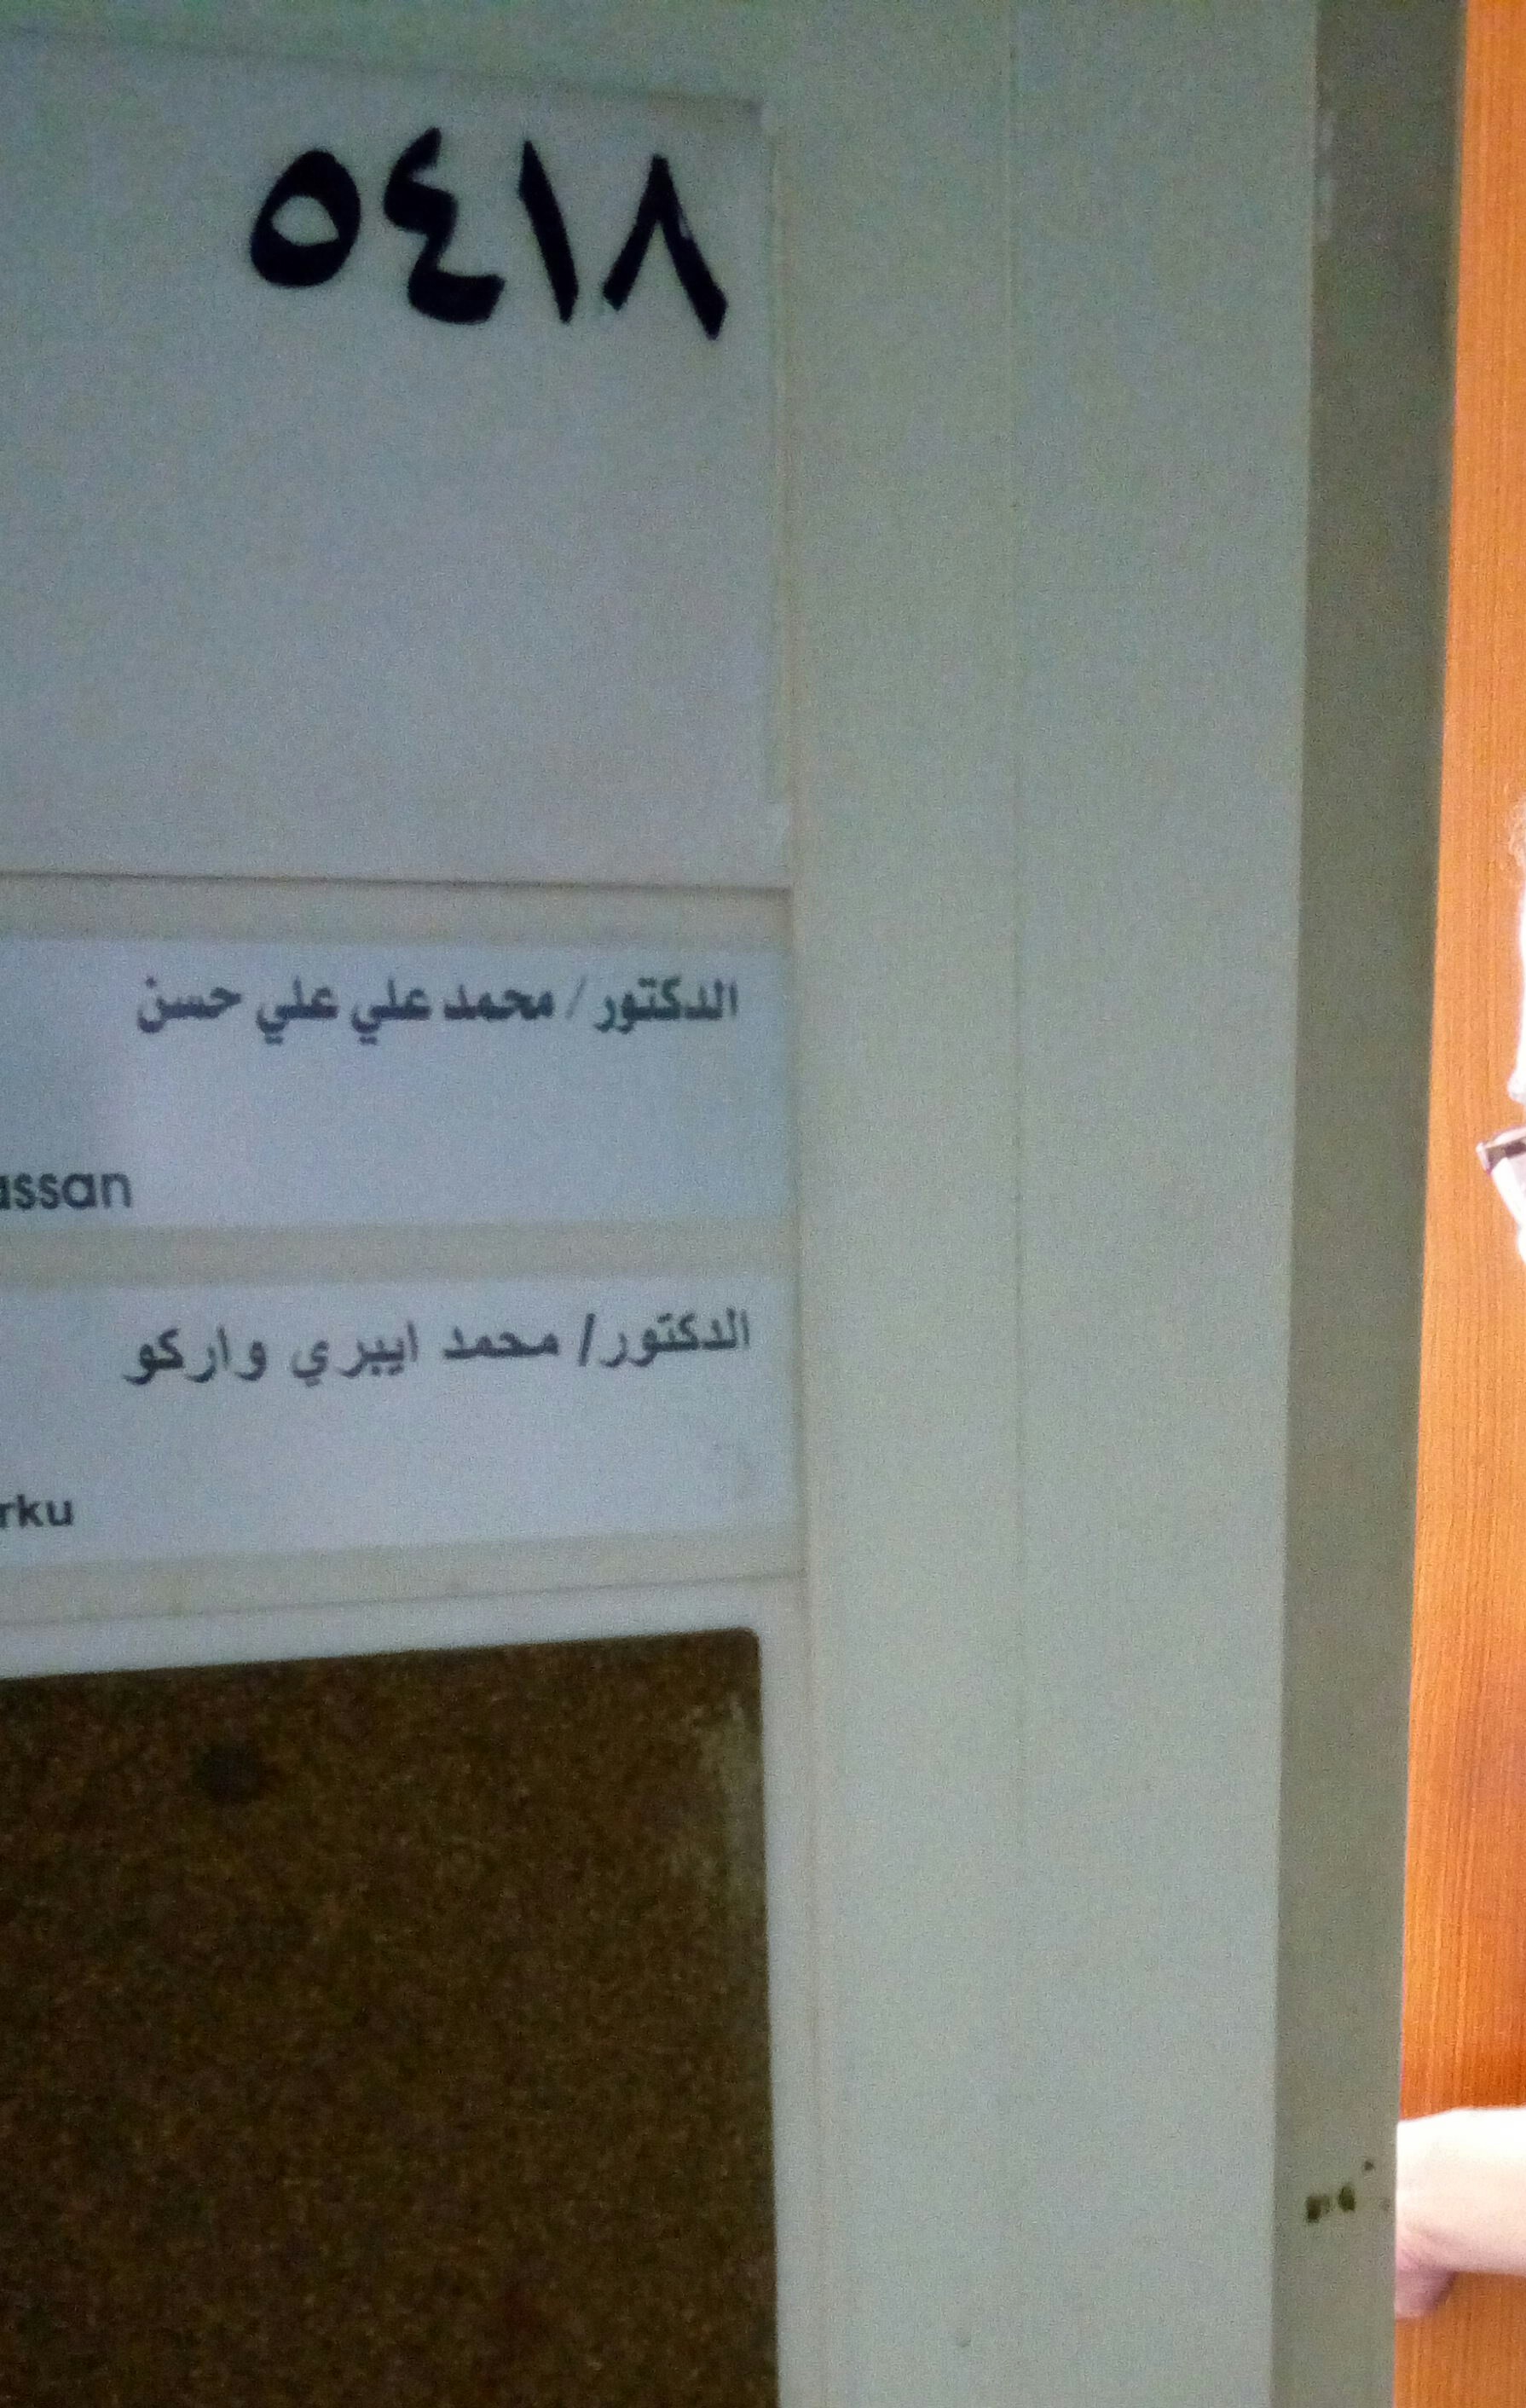 ٥٤١٨
الدكتور / محمد علي علي حسن
assan
الدكتور/ محمد ايبري واركو
rku